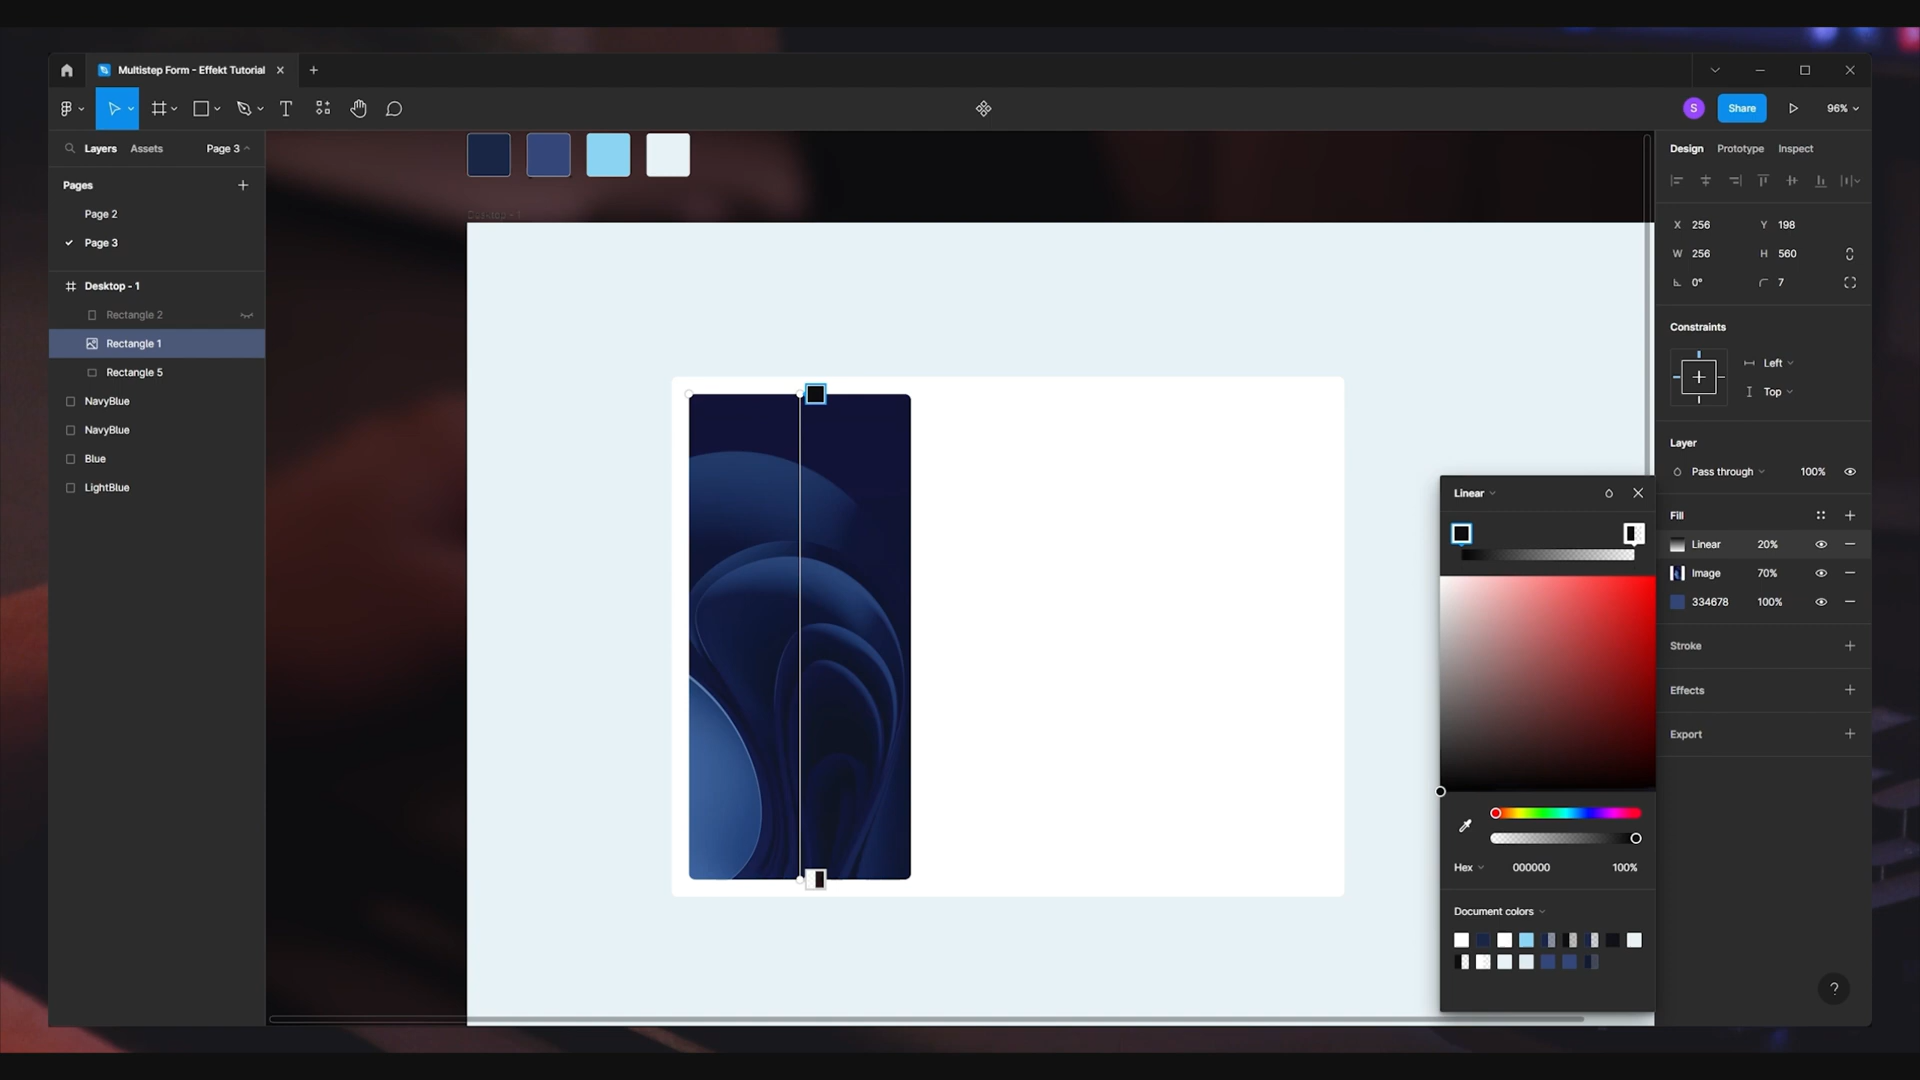 Multistep Form – Effekt Tutorial
S
Share
96%
Layers
Assets
Page 3
Pages
Page 2
Page 3
Desktop - 1
Rectangle 2
Rectangle 1
Rectangle 5
NavyBlue
NavyBlue
Blue
LightBlue
Desktop - 1
Design
Prototype
Inspect
X 256
Y 198
W 256
H 560
0°
7
Constraints
Left
Top
Layer
Pass through
100%
Fill
Linear
20%
Image
70%
334678
100%
Stroke
Effects
Export
Linear
Hex
000000
100%
Document colors
?